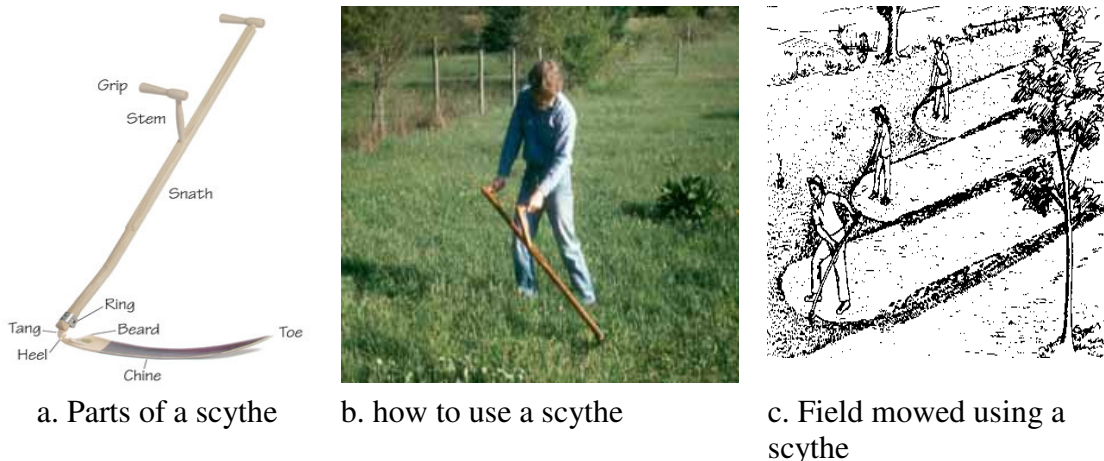 Grip
Stem
Snath
Ring
Tang
Beard
Toe
Heel
Chine
a. Parts of a scythe
b. how to use a scythe
c. Field mowed using a
scythe